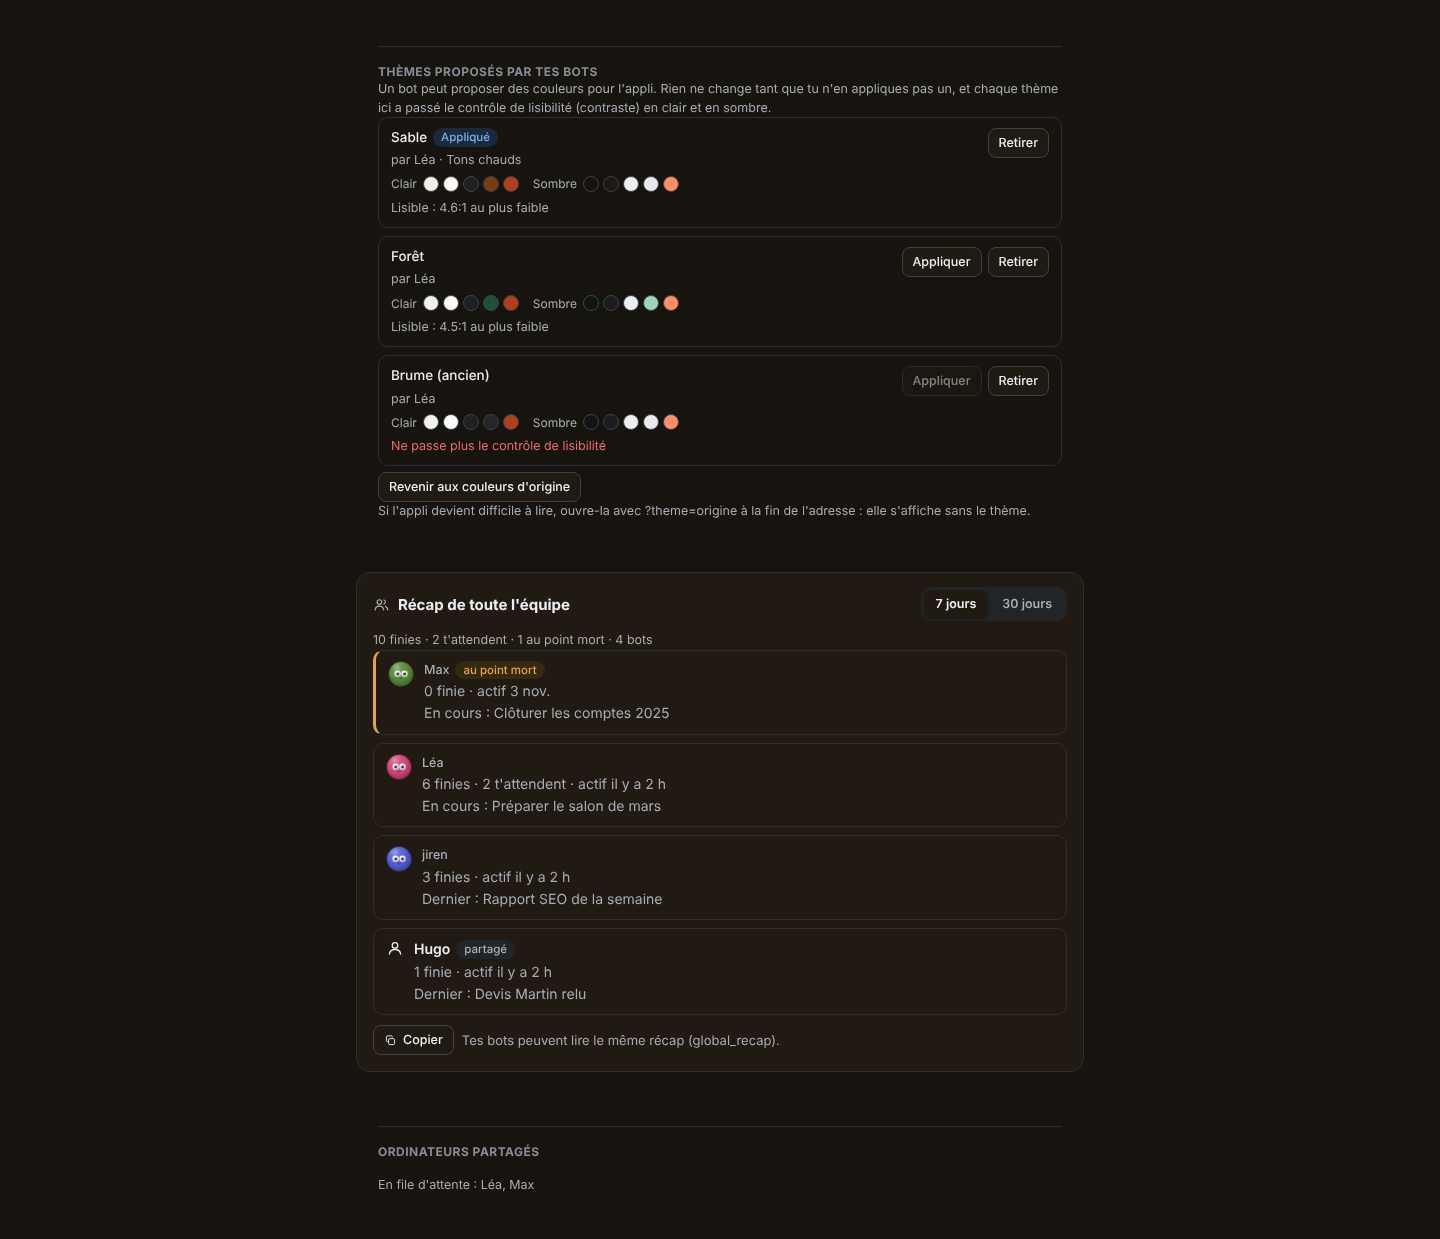 THÈMES PROPOSÉS PAR TES BOTS
Un bot peut proposer des couleurs pour l'appli. Rien ne change tant que tu n'en appliques pas un, et chaque thème
ici a passé le contrôle de lisibilité (contraste) en clair et en sombre.
Sable Appliqué Retirer
par Léa · Tons chauds
Clair Sombre
Lisible : 4.6:1 au plus faible
Forêt Appliquer Retirer
par Léa
Clair Sombre
Lisible : 4.5:1 au plus faible
Brume (ancien) Appliquer Retirer
par Léa
Clair Sombre
Ne passe plus le contrôle de lisibilité
Revenir aux couleurs d'origine
Si l'appli devient difficile à lire, ouvre-la avec ?theme=origine à la fin de l'adresse : elle s'affiche sans le thème.
Récap de toute l'équipe 7 jours 30 jours
10 finies · 2 t'attendent · 1 au point mort · 4 bots
Max au point mort
0 finie · actif 3 nov.
En cours : Clôturer les comptes 2025
Léa
6 finies · 2 t'attendent · actif il y a 2 h
En cours : Préparer le salon de mars
jiren
3 finies · actif il y a 2 h
Dernier : Rapport SEO de la semaine
Hugo partagé
1 finie · actif il y a 2 h
Dernier : Devis Martin relu
Copier Tes bots peuvent lire le même récap (global_recap).
ORDINATEURS PARTAGÉS
En file d'attente : Léa, Max